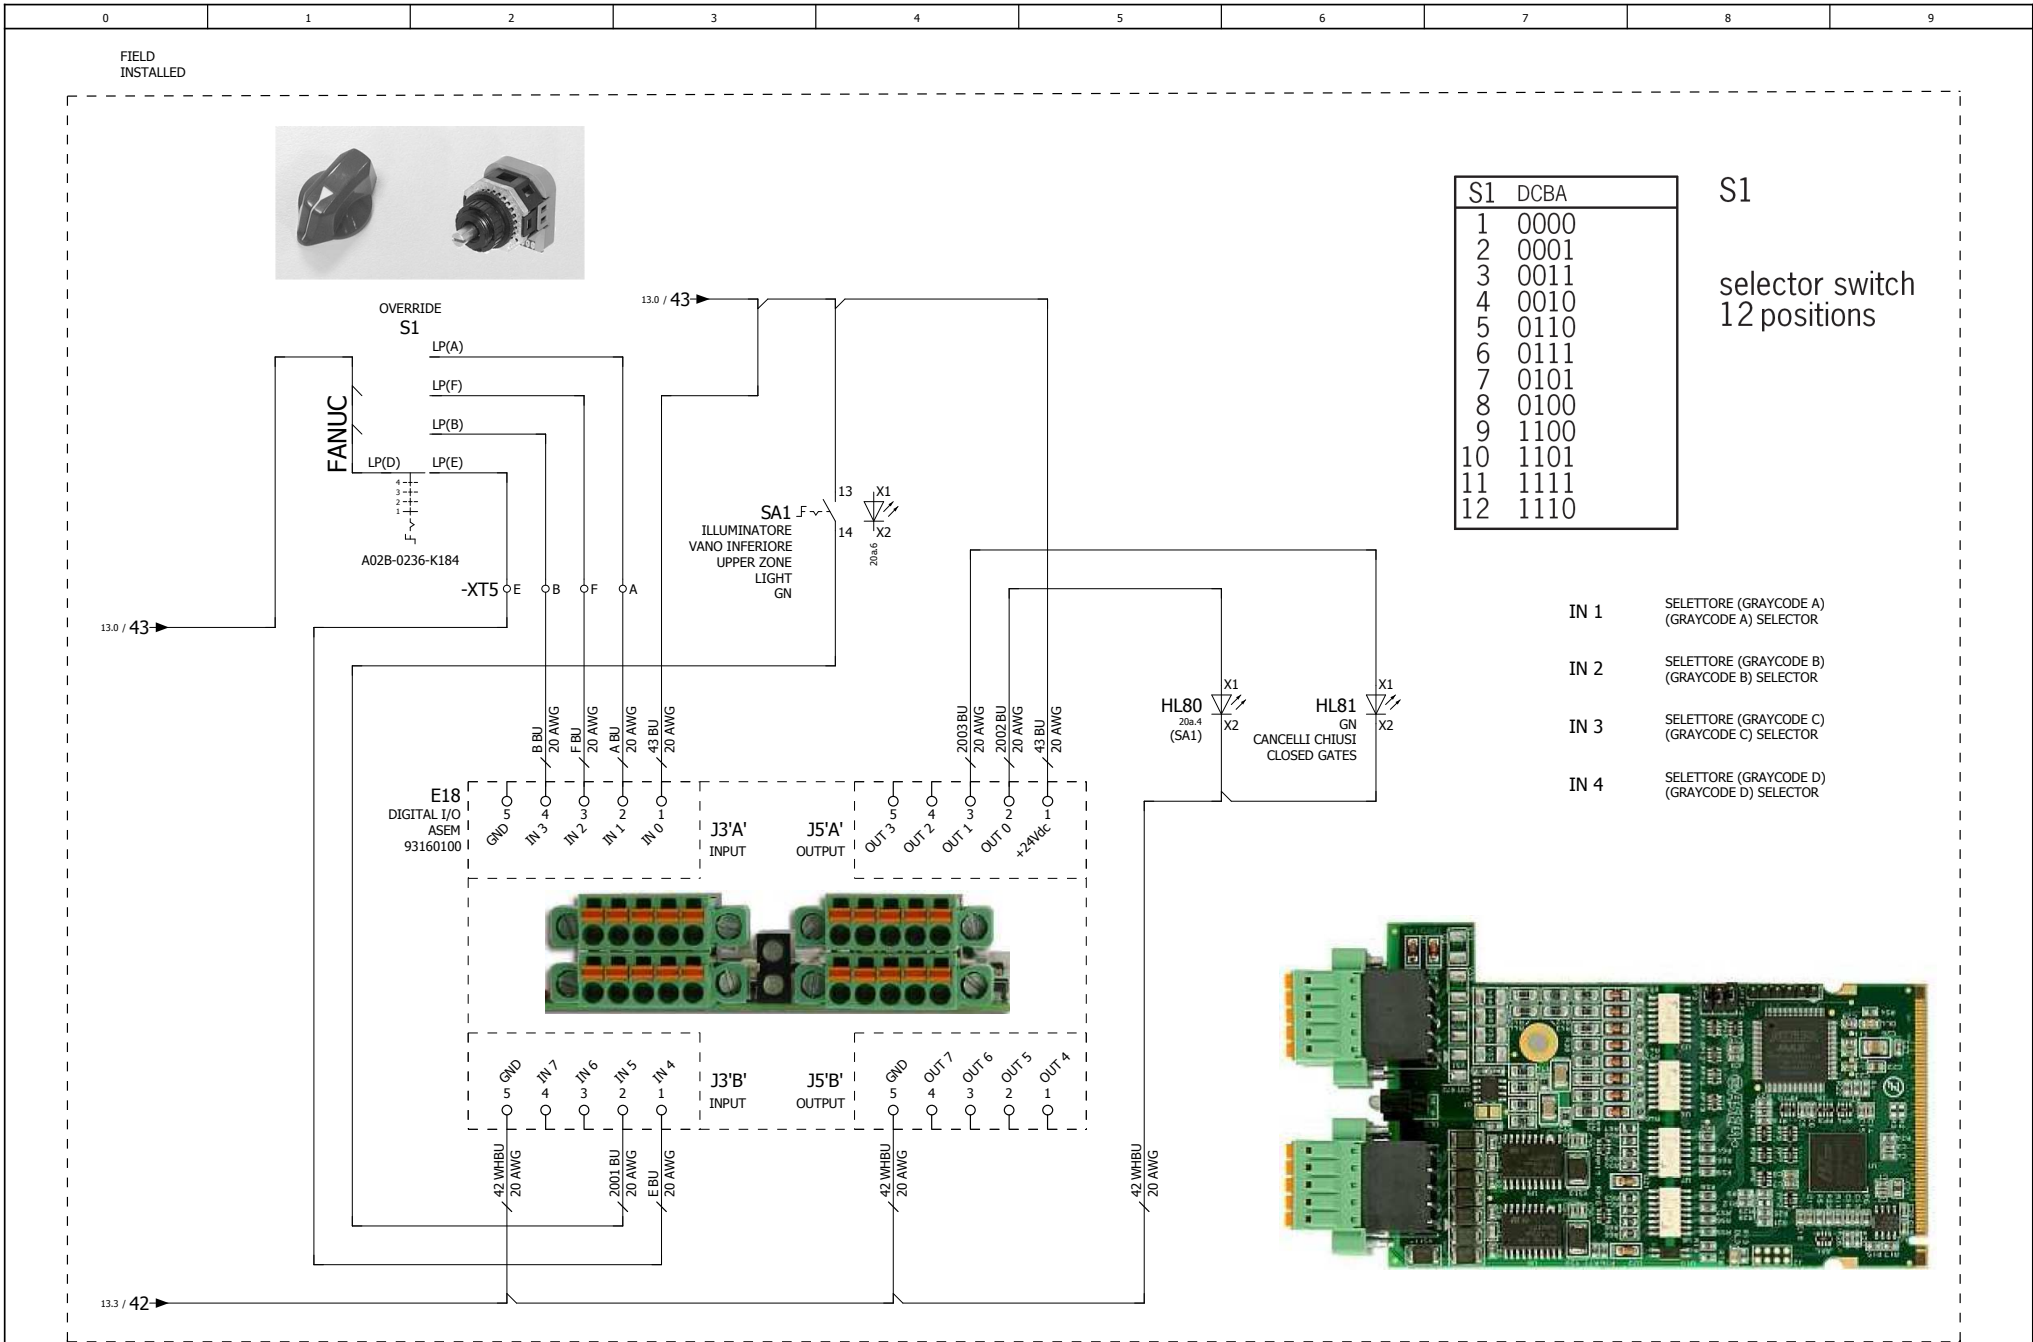 0 1 2 3 4 5 6 7 8 9
FIELD
INSTALLED
S1 DCBA
1 0000
2 0001
3 0011
4 0010
5 0110
6 0111
7 0101
8 0100
9 1100
10 1101
11 1111
12 1110
S1
selector switch
12 positions
13.0 / 43
OVERRIDE
S1
LP(A)
LP(F)
LP(B)
LP(D)
LP(E)
FANUC
4
3
2
1
A02B-0236-K184
-XT5 E B F A
13.0 / 43
SA1
ILLUMINATORE
VANO INFERIORE
UPPER ZONE
LIGHT
GN
13
14
X1
X2
20a.6
IN 1 SELETTORE (GRAYCODE A)
(GRAYCODE A) SELECTOR
IN 2 SELETTORE (GRAYCODE B)
(GRAYCODE B) SELECTOR
IN 3 SELETTORE (GRAYCODE C)
(GRAYCODE C) SELECTOR
IN 4 SELETTORE (GRAYCODE D)
(GRAYCODE D) SELECTOR
HL80
20a.4
(SA1)
X1
X2
HL81
GN
CANCELLI CHIUSI
CLOSED GATES
X1
X2
B BU
20 AWG
F BU
20 AWG
A BU
20 AWG
43 BU
20 AWG
2003 BU
20 AWG
2002 BU
20 AWG
43 BU
20 AWG
E18
DIGITAL I/O
ASEM
93160100
5 4 3 2 1
GND IN 3 IN 2 IN 1 IN 0
J3'A'
INPUT
J5'A'
OUTPUT
5 4 3 2 1
OUT 3 OUT 2 OUT 1 OUT 0 +24Vdc
GND IN 7 IN 6 IN 5 IN 4
5 4 3 2 1
J3'B'
INPUT
J5'B'
OUTPUT
GND OUT 7 OUT 6 OUT 5 OUT 4
5 4 3 2 1
42 WHBU
20 AWG
2001 BU
20 AWG
E BU
20 AWG
42 WHBU
20 AWG
42 WHBU
20 AWG
13.3 / 42